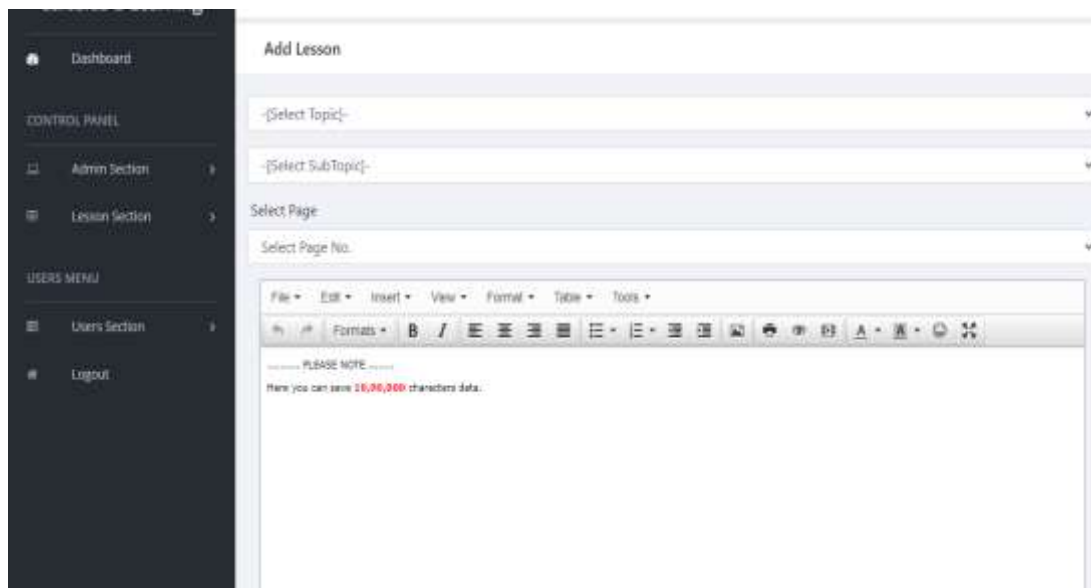 Dashboard
CONTROL PANEL
Admin Section
Lesson Section
USERS MENU
Users Section
Logout
Add Lesson
-[Select Topic]-
-[Select SubTopic]-
Select Page
Select Page No.
File Edit Insert View Format Table Tools
Formats B I A A
.......... PLEASE NOTE ........
Here you can save 10,00,000 characters data.